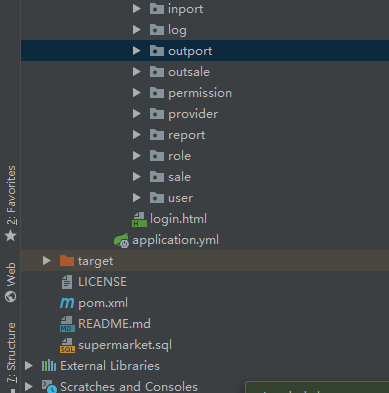 inport
log
outport
outsale
permission
provider
report
role
sale
user
login.html
application.yml
target
LICENSE
pom.xml
README.md
supermarket.sql
External Libraries
Scratches and Consoles
2: Favorites
Web
7: Structure